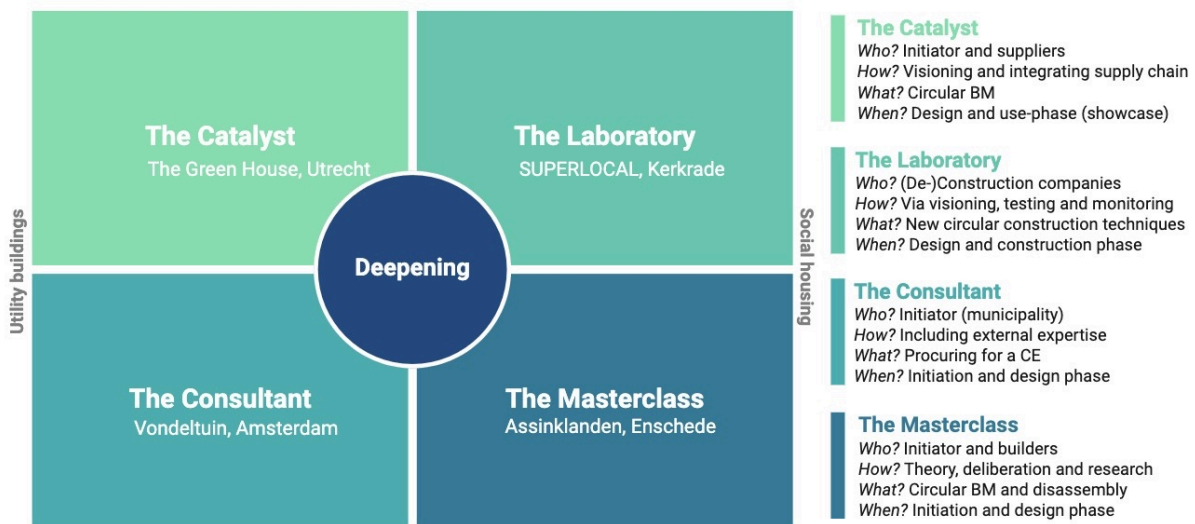 The Catalyst
The Green House, Utrecht
The Laboratory
SUPERLOCAL, Kerkrade
Utility buildings
Deepening
Social housing
The Consultant
Vondeltuin, Amsterdam
The Masterclass
Assinklanden, Enschede
The Catalyst
Who? Initiator and suppliers
How? Visioning and integrating supply chain
What? Circular BM
When? Design and use-phase (showcase)
The Laboratory
Who? (De-)Construction companies
How? Via visioning, testing and monitoring
What? New circular construction techniques
When? Design and construction phase
The Consultant
Who? Initiator (municipality)
How? Including external expertise
What? Procuring for a CE
When? Initiation and design phase
The Masterclass
Who? Initiator and builders
How? Theory, deliberation and research
What? Circular BM and disassembly
When? Initiation and design phase